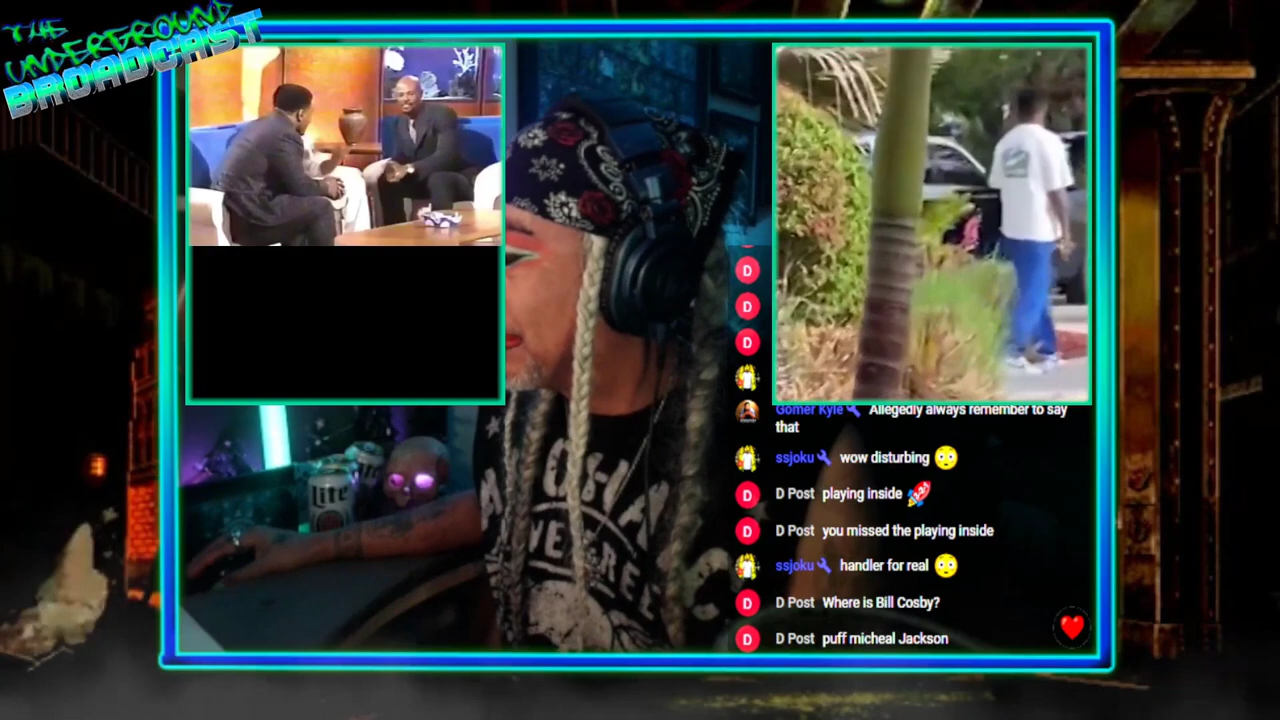 THE
UNDERGROUND
BROADCAST
Lite
Gomer Kyle Allegedly always remember to say
that
ssjoku wow disturbing
D Post playing inside
D Post you missed the playing inside
ssjoku handler for real
D Post Where is Bill Cosby?
D Post puff micheal Jackson
D
D
D
D
D
D
D